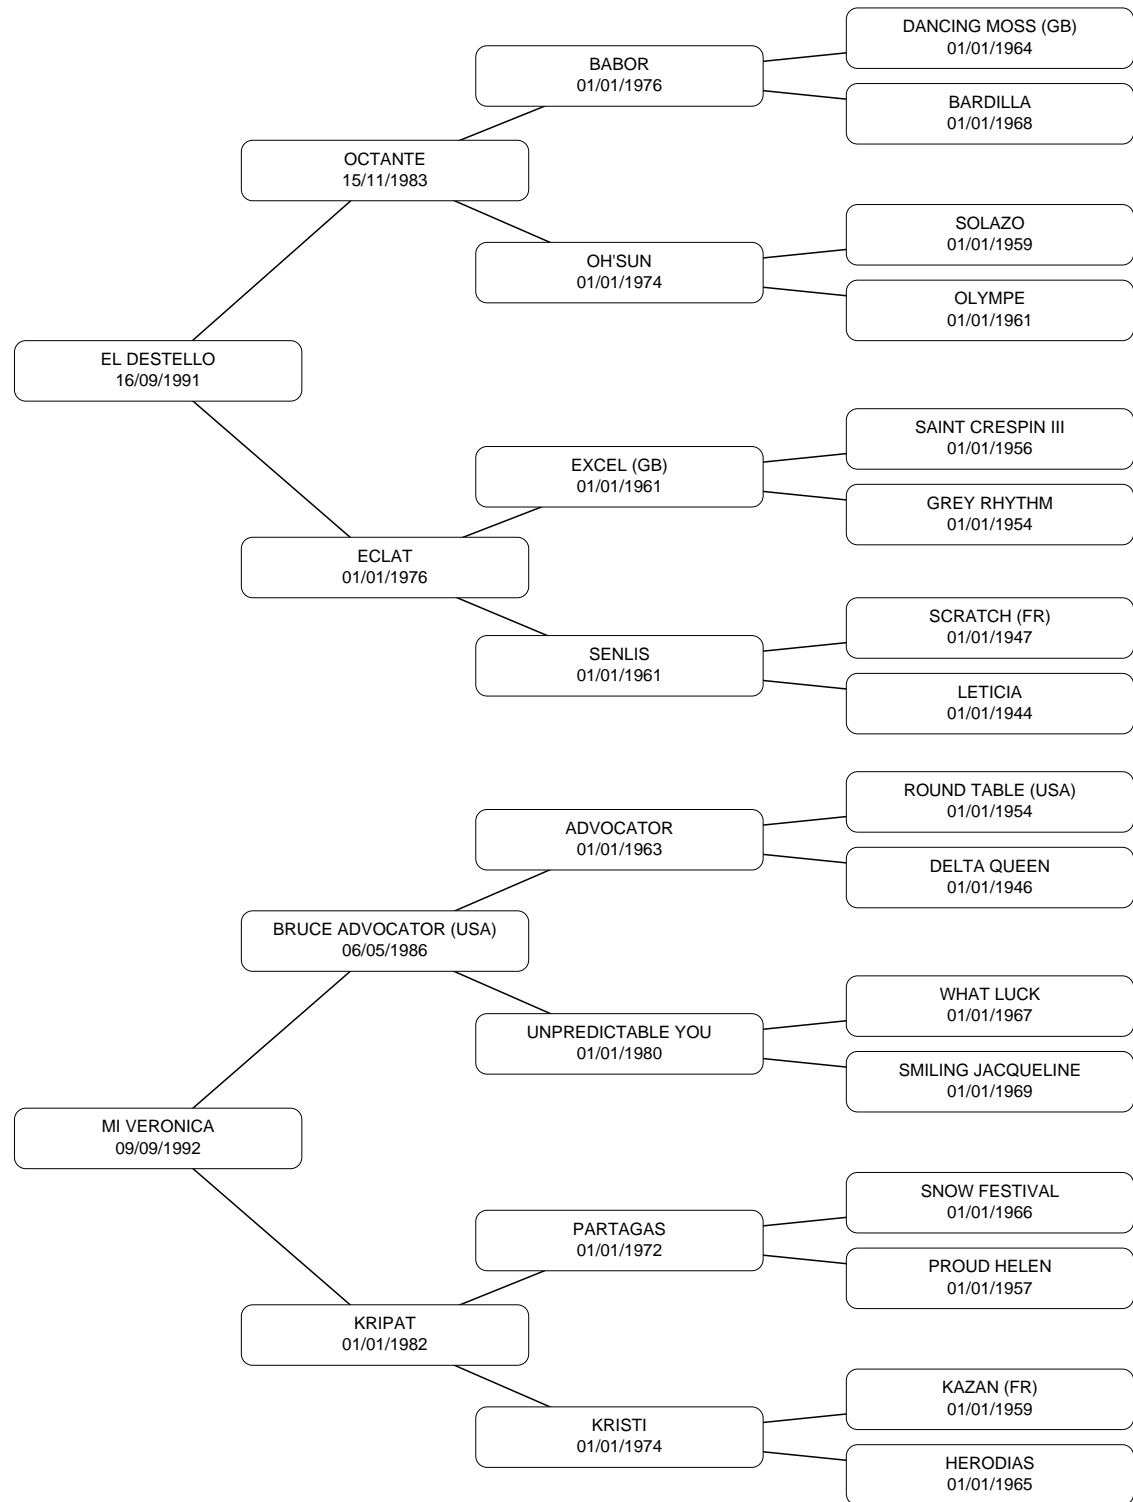 DANCING MOSS (GB)
01/01/1964
BABOR
01/01/1976
BARDILLA
01/01/1968
OCTANTE
15/11/1983
SOLAZO
01/01/1959
OH'SUN
01/01/1974
OLYMPE
01/01/1961
EL DESTELLO
16/09/1991
SAINT CRESPIN III
01/01/1956
EXCEL (GB)
01/01/1961
GREY RHYTHM
01/01/1954
ECLAT
01/01/1976
SCRATCH (FR)
01/01/1947
SENLIS
01/01/1961
LETICIA
01/01/1944
ROUND TABLE (USA)
01/01/1954
ADVOCATOR
01/01/1963
DELTA QUEEN
01/01/1946
BRUCE ADVOCATOR (USA)
06/05/1986
WHAT LUCK
01/01/1967
UNPREDICTABLE YOU
01/01/1980
SMILING JACQUELINE
01/01/1969
MI VERONICA
09/09/1992
SNOW FESTIVAL
01/01/1966
PARTAGAS
01/01/1972
PROUD HELEN
01/01/1957
KRIPAT
01/01/1982
KAZAN (FR)
01/01/1959
KRISTI
01/01/1974
HERODIAS
01/01/1965